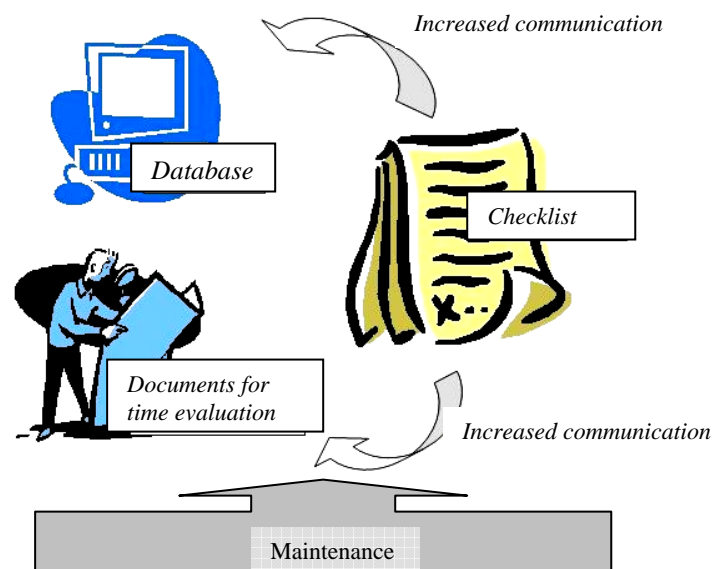 Increased communication
Database
Checklist
Documents for
time evaluation
Increased communication
Maintenance